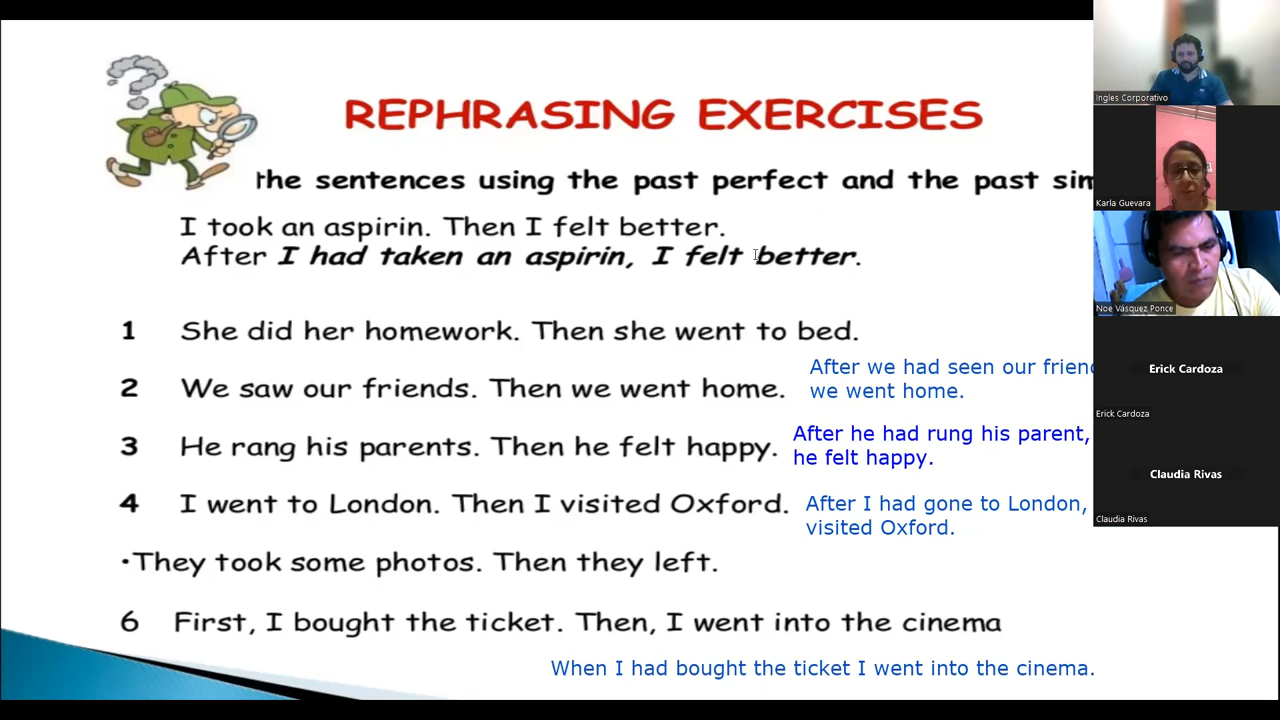 REPHRASING EXERCISES
the sentences using the past perfect and the past
I took an aspirin. Then I felt better.
After I had taken an aspirin, I felt better.
1 She did her homework. Then she went to bed.
2 We saw our friends. Then we went home.
After we had seen our
we went home.
3 He rang his parents. Then he felt happy.
After he had rung his parent,
he felt happy.
4 I went to London. Then I visited Oxford.
After I had gone to London,
visited Oxford.
•They took some photos. Then they left.
6 First, I bought the ticket. Then, I went into the cinema
When I had bought the ticket I went into the cinema.
Ingles Corporativo
Karla Guevara
Noe Vásquez Ponce
Erick Cardoza
Erick Cardoza
Claudia Rivas
Claudia Rivas